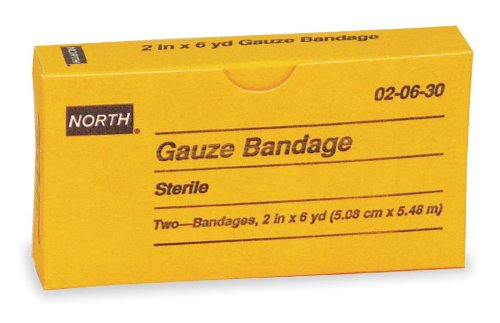 2 in x 6 yd Gauze Bandage
NORTH
02-06-30
NORTH®
Gauze Bandage
Sterile
Two—Bandages, 2 in x 6 yd (5.08 cm x 5.48 m)